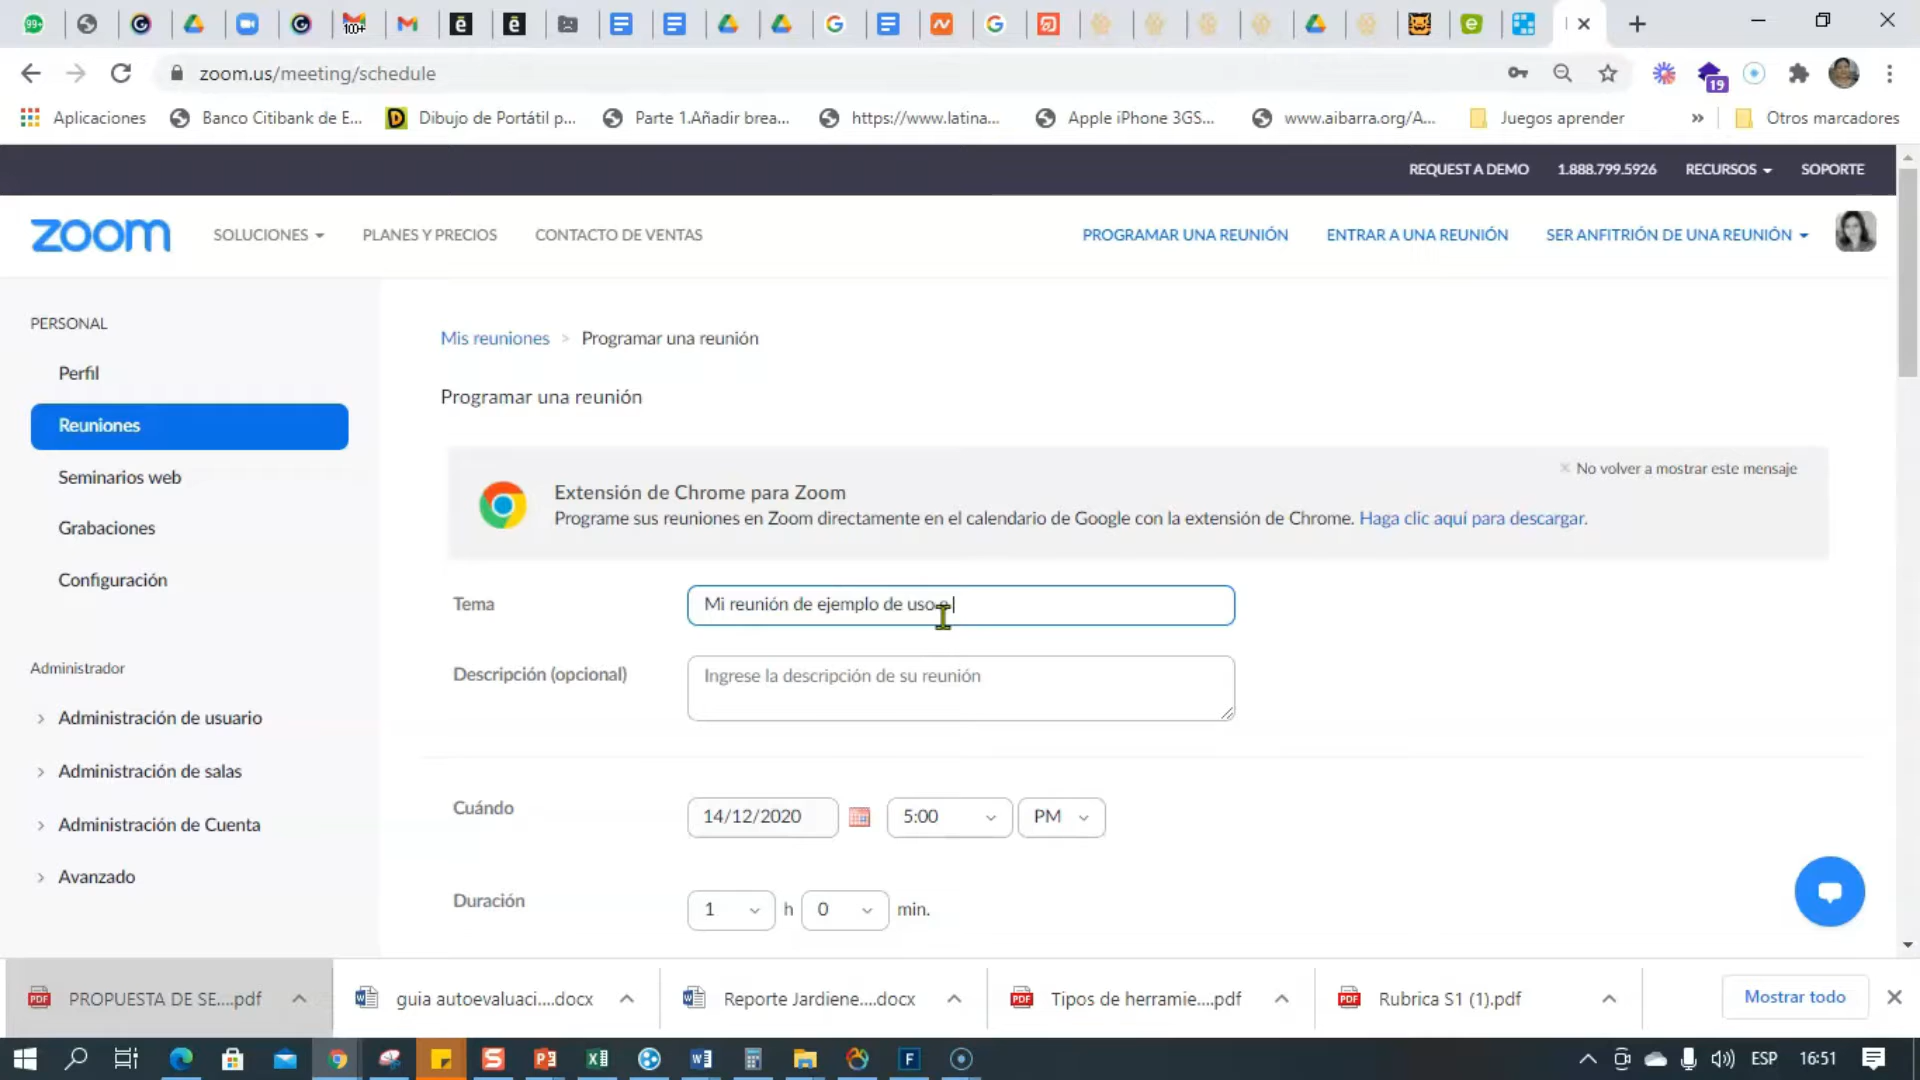 99+
100+
zoom.us/meeting/schedule
19
Aplicaciones
Banco Citibank de E...
Dibujo de Portátil p...
Parte 1.Añadir brea...
https://www.latina...
Apple iPhone 3GS...
www.aibarra.org/A...
Juegos aprender
»
Otros marcadores
REQUEST A DEMO
1.888.799.5926
RECURSOS
SOPORTE
zoom
SOLUCIONES
PLANES Y PRECIOS
CONTACTO DE VENTAS
PROGRAMAR UNA REUNIÓN
ENTRAR A UNA REUNIÓN
SER ANFITRIÓN DE UNA REUNIÓN
PERSONAL
Perfil
Reuniones
Seminarios web
Grabaciones
Configuración
Administrador
Administración de usuario
Administración de salas
Administración de Cuenta
Avanzado
Mis reuniones > Programar una reunión
Programar una reunión
No volver a mostrar este mensaje
Extensión de Chrome para Zoom
Programe sus reuniones en Zoom directamente en el calendario de Google con la extensión de Chrome. Haga clic aquí para descargar.
Tema
Mi reunión de ejemplo de uso
Descripción (opcional)
Ingrese la descripción de su reunión
Cuándo
14/12/2020
5:00
PM
Duración
1
h
0
min.
PROPUESTA DE SE....pdf
guia autoevaluaci....docx
Reporte Jardiene....docx
Tipos de herramie....pdf
Rubrica S1 (1).pdf
Mostrar todo
ESP
16:51